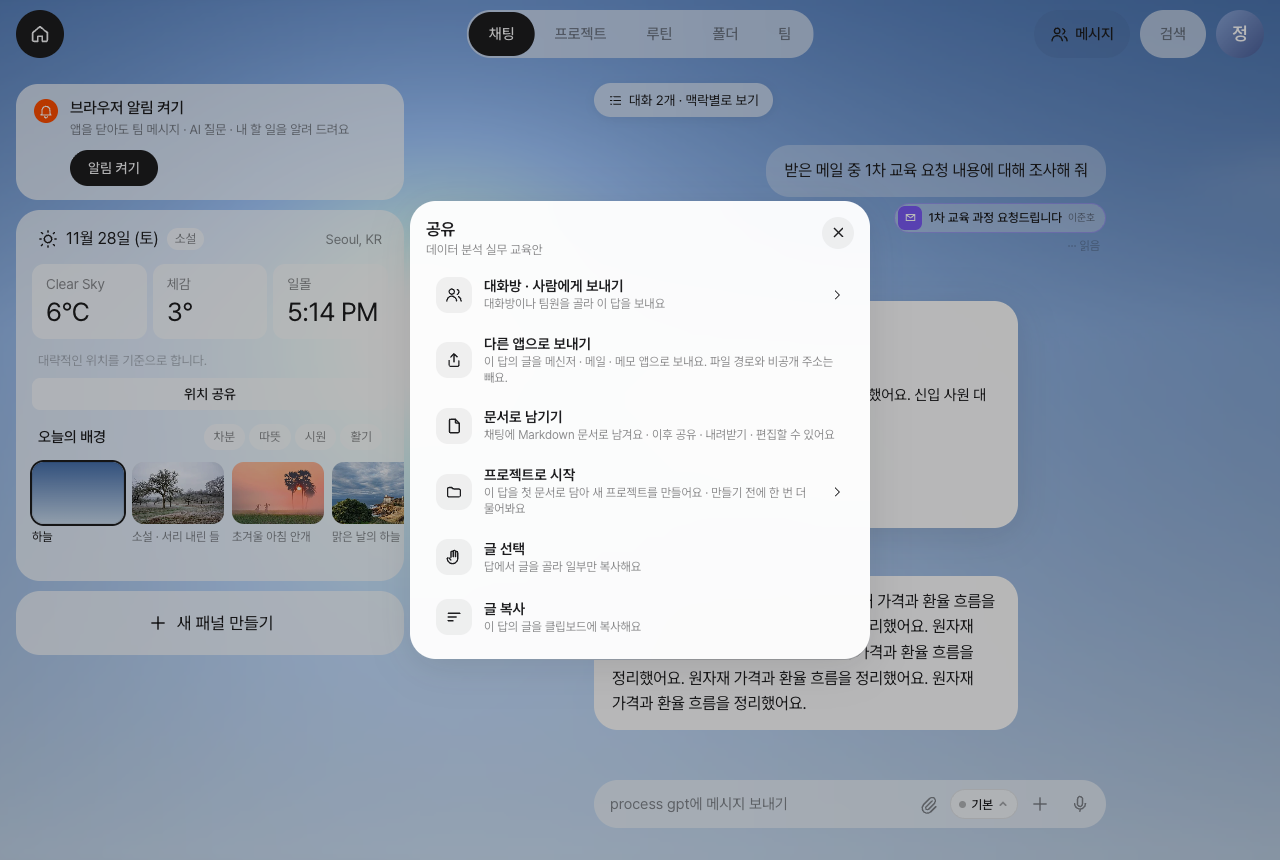 채팅
프로젝트
루틴
폴더
팀
메시지
검색
정
브라우저 알림 켜기
앱을 닫아도 팀 메시지 · AI 질문 · 내 할 일을 알려 드려요
알림 켜기
11월 28일 (토)
소설
Seoul, KR
Clear Sky
6°C
체감
3°
일몰
5:14 PM
대략적인 위치를 기준으로 합니다.
위치 공유
오늘의 배경
차분
따뜻
시원
활기
하늘
소설 · 서리 내린 들
초겨울 아침 안개
맑은 날의 하늘
새 패널 만들기
대화 2개 · 맥락별로 보기
받은 메일 중 1차 교육 요청 내용에 대해 조사해 줘
1차 교육 과정 요청드립니다
이준호
읽음
공유
데이터 분석 실무 교육안
대화방 · 사람에게 보내기
대화방이나 팀원을 골라 이 답을 보내요
다른 앱으로 보내기
이 답의 글을 메신저 · 메일 · 메모 앱으로 보내요. 파일 경로와 비공개 주소는
빼요.
문서로 남기기
채팅에 Markdown 문서로 남겨요 · 이후 공유 · 내려받기 · 편집할 수 있어요
프로젝트로 시작
이 답을 첫 문서로 담아 새 프로젝트를 만들어요 · 만들기 전에 한 번 더
물어봐요
글 선택
답에서 글을 골라 일부만 복사해요
글 복사
이 답의 글을 클립보드에 복사해요
했어요. 신입 사원 대
가격과 환율 흐름을
정리했어요. 원자재 가격과 환율 흐름을 정리했어요. 원자재
가격과 환율 흐름을 정리했어요.
process gpt에 메시지 보내기
기본